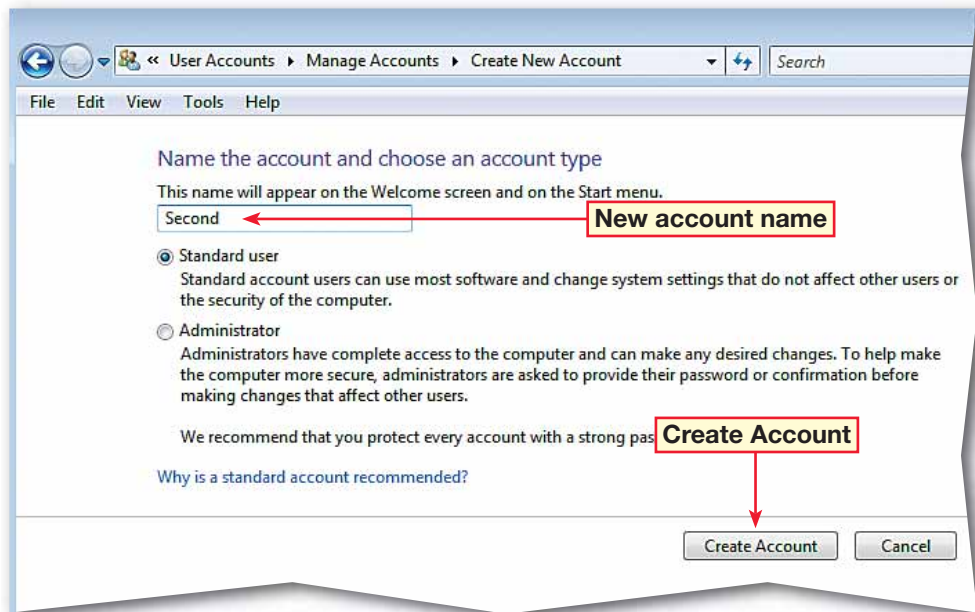 « User Accounts ▸ Manage Accounts ▸ Create New Account Search
File Edit View Tools Help
Name the account and choose an account type
This name will appear on the Welcome screen and on the Start menu.
Second
New account name
Standard user
Standard account users can use most software and change system settings that do not affect other users or
the security of the computer.
Administrator
Administrators have complete access to the computer and can make any desired changes. To help make
the computer more secure, administrators are asked to provide their password or confirmation before
making changes that affect other users.
We recommend that you protect every account with a strong
Create Account
Why is a standard account recommended?
Create Account Cancel